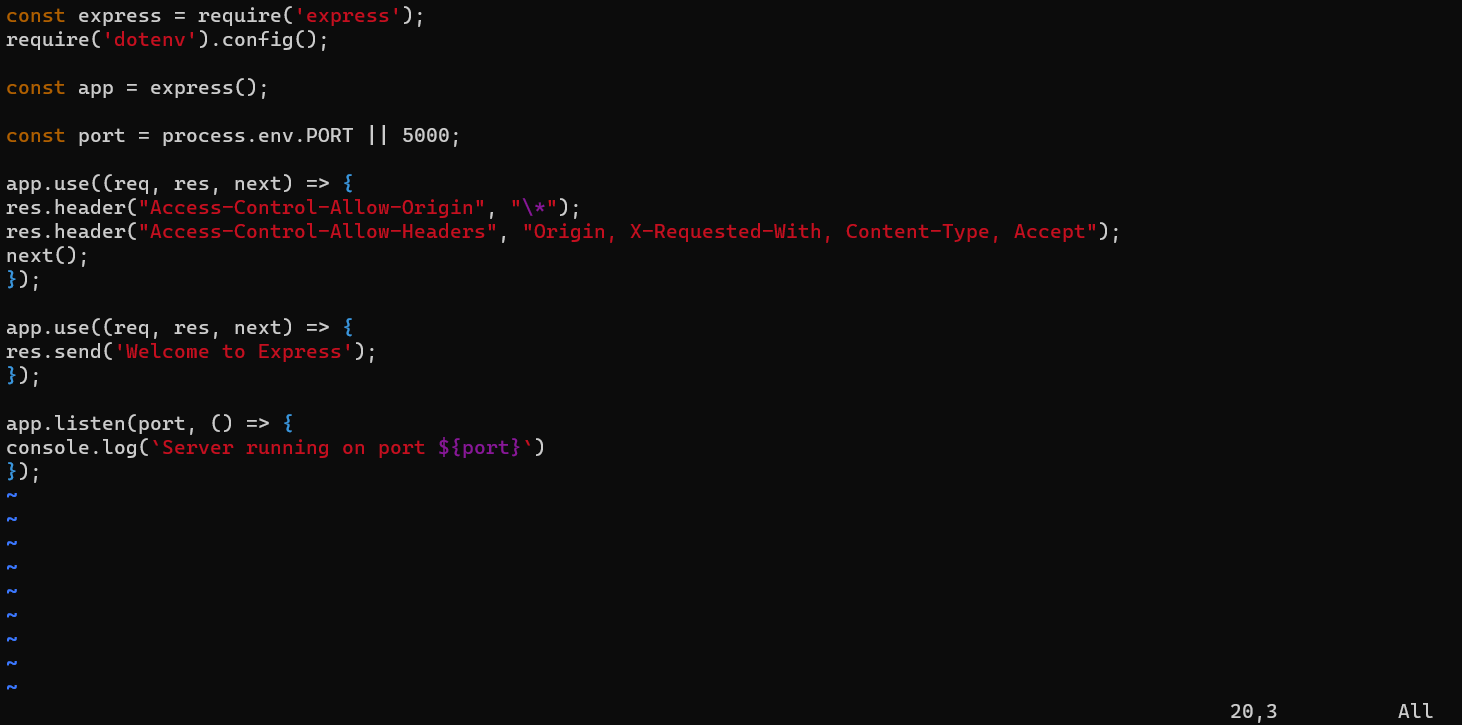 const express = require('express');
require('dotenv').config();
const app = express();
const port = process.env.PORT || 5000;
app.use((req, res, next) => {
res.header("Access-Control-Allow-Origin", "\*");
res.header("Access-Control-Allow-Headers", "Origin, X-Requested-With, Content-Type, Accept");
next();
});
app.use((req, res, next) => {
res.send('Welcome to Express');
});
app.listen(port, () => {
console.log(`Server running on port ${port}`)
});
~
~
~
~
~
~
~
~
~
20,3 All